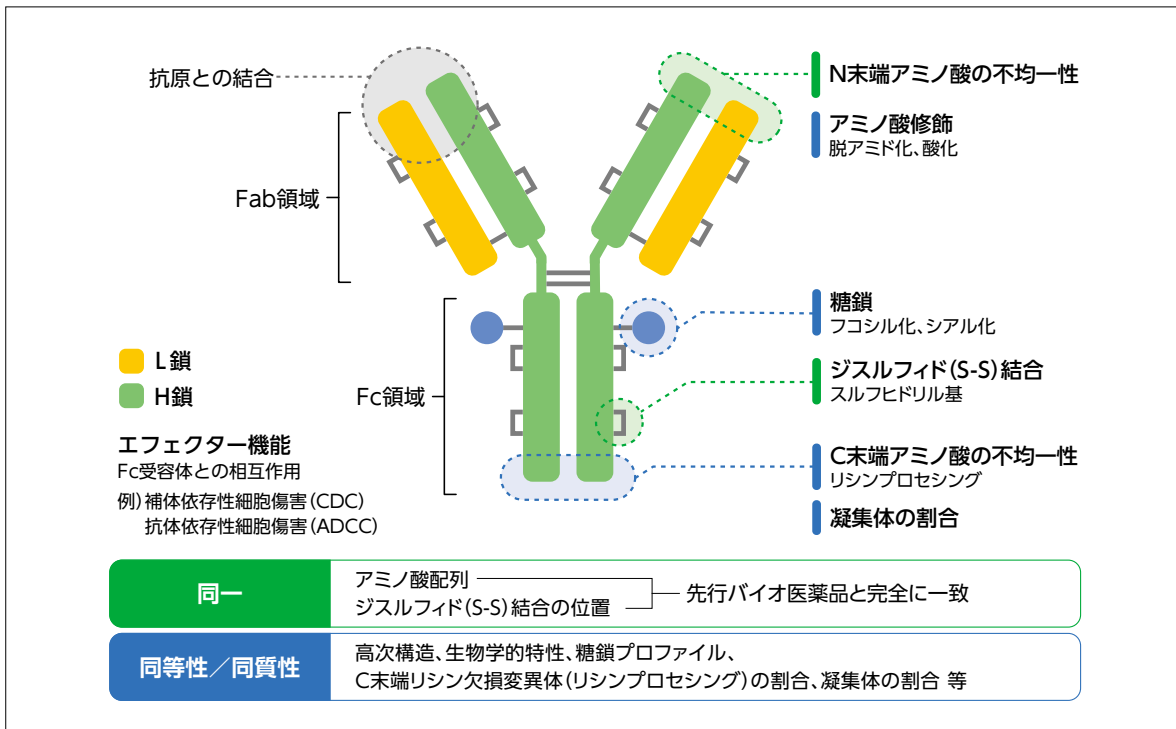 抗原との結合
Fab領域
N末端アミノ酸の不均一性
アミノ酸修飾
脱アミド化、酸化
糖鎖
フコシル化、シアル化
ジスルフィド(S-S)結合
スルフヒドリル基
C末端アミノ酸の不均一性
リシンプロセシング
凝集体の割合
Fc領域
L鎖
H鎖
エフェクター機能
Fc受容体との相互作用
例)補体依存性細胞傷害(CDC)
抗体依存性細胞傷害(ADCC)
同一
アミノ酸配列
ジスルフィド(S-S)結合の位置
先行バイオ医薬品と完全に一致
同等性/同質性
高次構造、生物学的特性、糖鎖プロファイル、
C末端リシン欠損変異体(リシンプロセシング)の割合、凝集体の割合 等